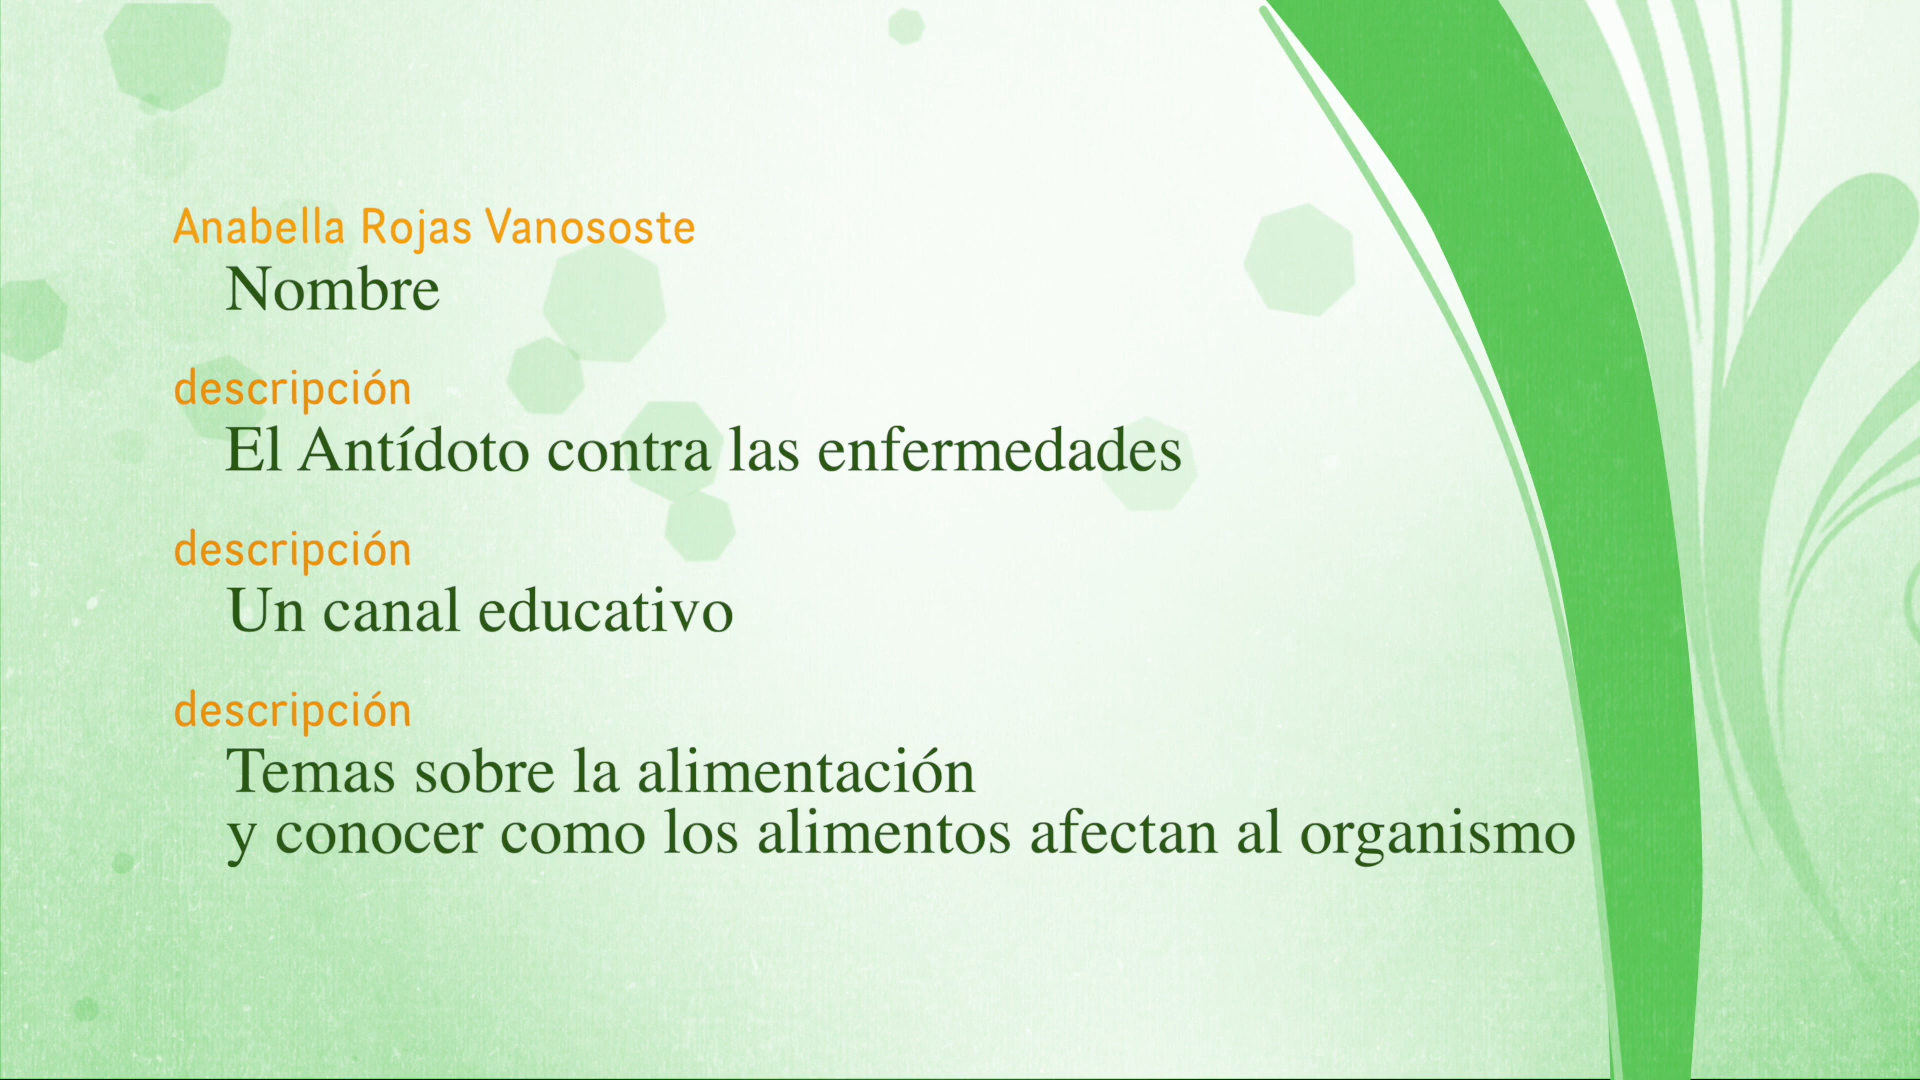 Anabella Rojas Vanososte
Nombre
descripción
El Antídoto contra las enfermedades
descripción
Un canal educativo
descripción
Temas sobre la alimentación
y conocer como los alimentos afectan al organismo